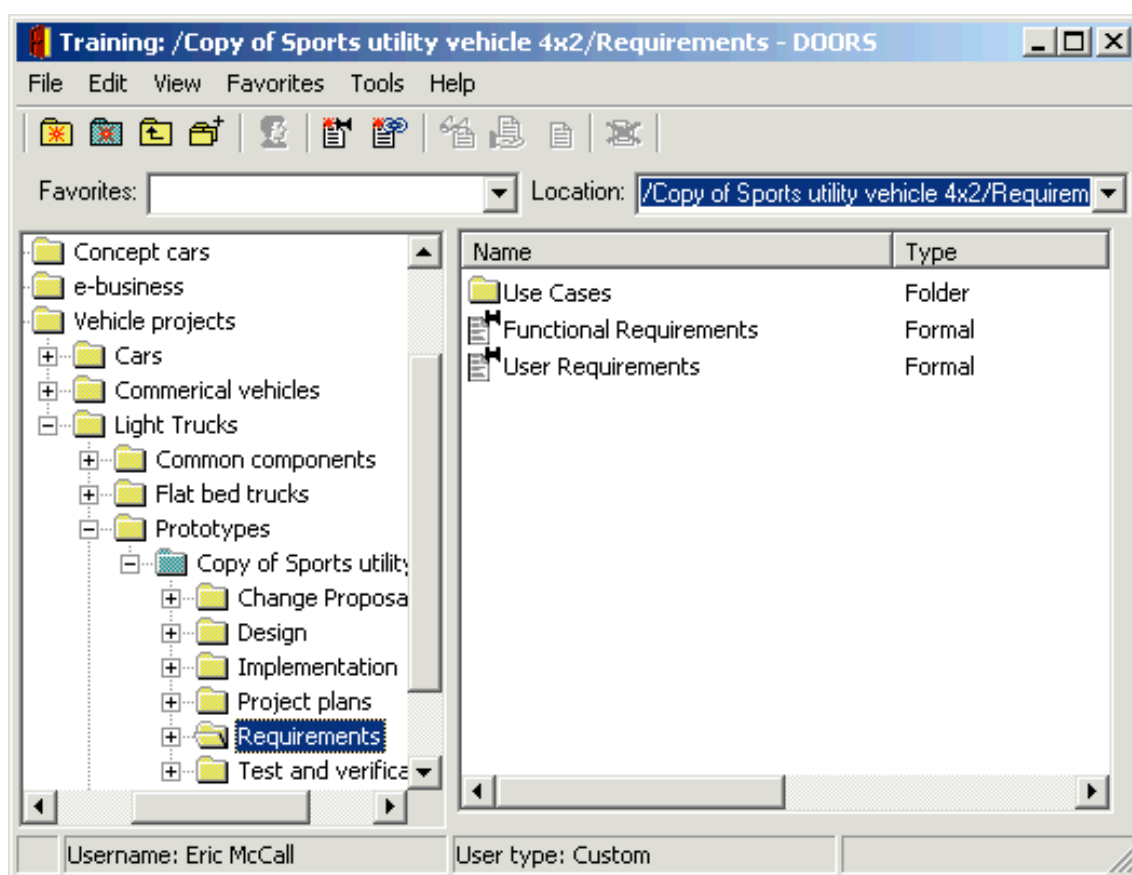 Training: /Copy of Sports utility vehicle 4x2/Requirements - DOORS
File Edit View Favorites Tools Help
Favorites: Location: /Copy of Sports utility vehicle 4x2/Requirem
Concept cars
e-business
Vehicle projects
Cars
Commerical vehicles
Light Trucks
Common components
Flat bed trucks
Prototypes
Copy of Sports utility
Change Proposa
Design
Implementation
Project plans
Requirements
Test and verifica
Name Type
Use Cases Folder
Functional Requirements Formal
User Requirements Formal
Username: Eric McCall User type: Custom